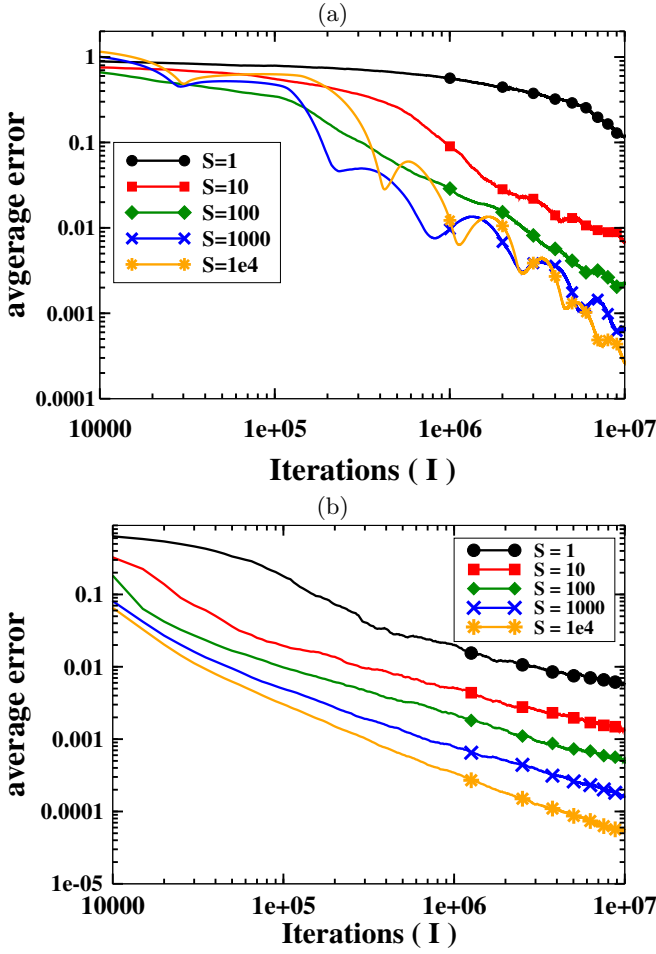 (a)
1
0.1
0.01
0.001
0.0001
avgerage error
S=1
S=10
S=100
S=1000
S=1e4
10000 1e+05 1e+06 1e+07
Iterations ( I )
(b)
0.1
0.01
0.001
0.0001
1e-05
average error
S = 1
S = 10
S = 100
S = 1000
S = 1e4
10000 1e+05 1e+06 1e+07
Iterations ( I )